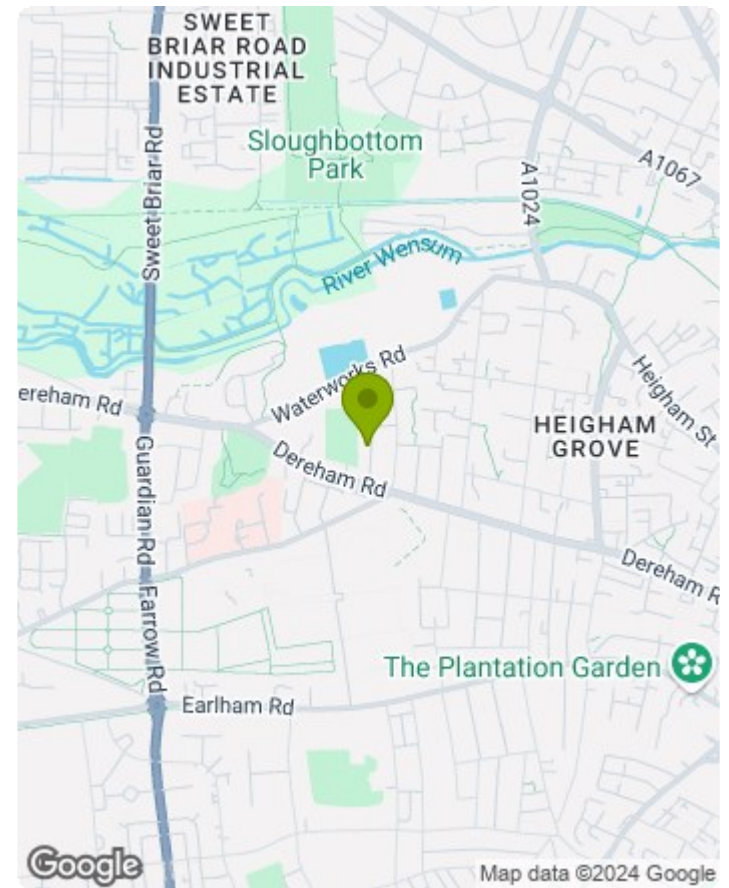 SWEET
BRIAR ROAD
INDUSTRIAL
ESTATE
Sloughbottom
Park
A1067
A1024
Sweet Briar Rd
River Wensum
Waterworks Rd
ereham Rd
Heigham St
HEIGHAM
GROVE
Dereham Rd
Guardian Rd
Dereham R
Farrow Rd
The Plantation Garden
Earlham Rd
Google
Map data ©2024 Google